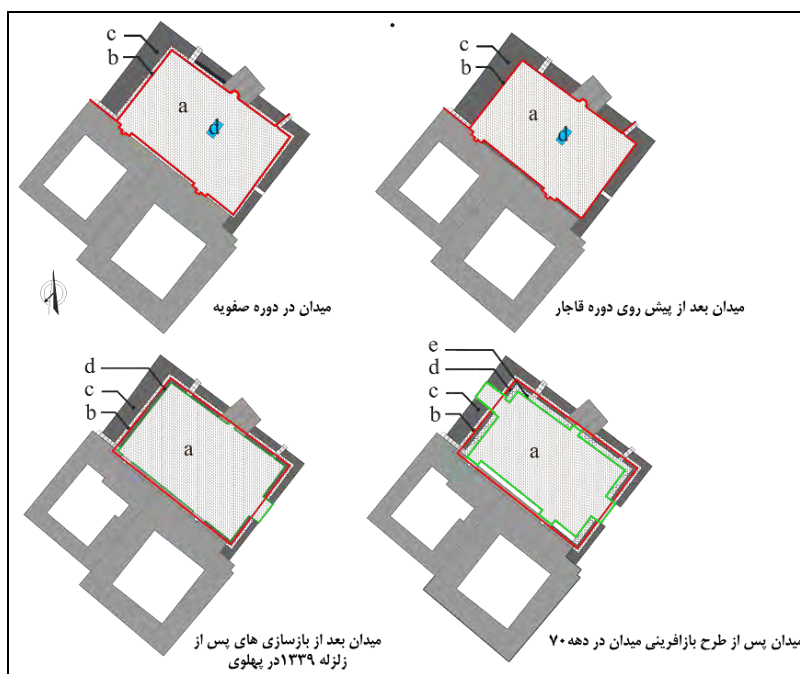 c
b
a
d
میدان در دوره صفویه
c
b
a
d
میدان بعد از پیش روی دوره قاجار
d
c
b
a
میدان بعد از بازسازی های پس از
زلزله ۱۳۳۹در پهلوی
e
d
c
b
a
میدان پس از طرح بازافرینی میدان در دهه۷۰